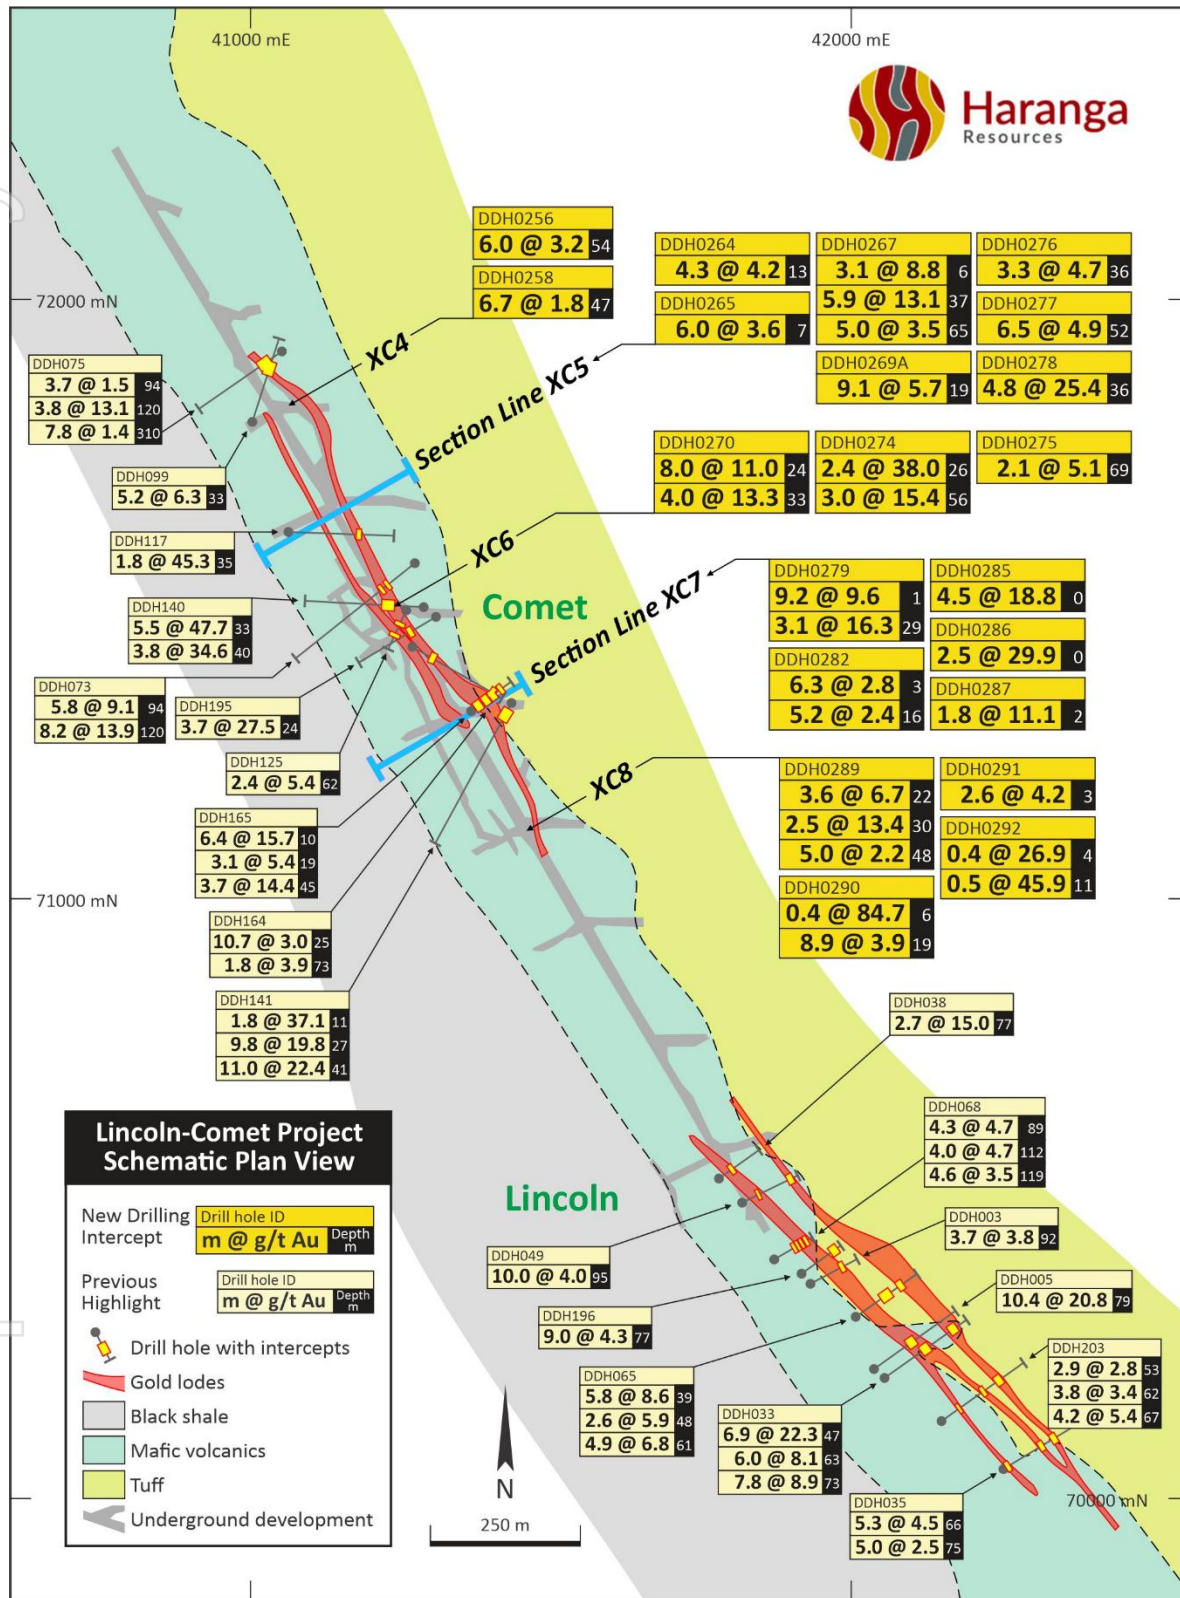 41000 mE
42000 mE
Haranga
Resources
72000 mN
DDH0256
6.0 @ 3.2 54
DDH0258
6.7 @ 1.8 47
XC4
DDH0264
4.3 @ 4.2 13
DDH0265
6.0 @ 3.6 7
DDH0267
3.1 @ 8.8 6
5.9 @ 13.1 37
5.0 @ 3.5 65
DDH0269A
9.1 @ 5.7 19
DDH0276
3.3 @ 4.7 36
DDH0277
6.5 @ 4.9 52
DDH0278
4.8 @ 25.4 36
Section Line XC5
DDH075
3.7 @ 1.5 94
3.8 @ 13.1 120
7.8 @ 1.4 310
DDH099
5.2 @ 6.3 33
DDH0270
8.0 @ 11.0 24
4.0 @ 13.3 33
DDH0274
2.4 @ 38.0 26
3.0 @ 15.4 56
DDH0275
2.1 @ 5.1 69
XC6
DDH117
1.8 @ 45.3 35
Comet
DDH140
5.5 @ 47.7 33
3.8 @ 34.6 40
Section Line XC7
DDH0279
9.2 @ 9.6 1
3.1 @ 16.3 29
DDH0282
6.3 @ 2.8 3
5.2 @ 2.4 16
DDH0285
4.5 @ 18.8 0
DDH0286
2.5 @ 29.9 0
DDH0287
1.8 @ 11.1 2
DDH073
5.8 @ 9.1 94
8.2 @ 13.9 120
DDH195
3.7 @ 27.5 24
DDH125
2.4 @ 5.4 62
XC8
DDH0289
3.6 @ 6.7 22
2.5 @ 13.4 30
5.0 @ 2.2 48
DDH0290
0.4 @ 84.7 6
8.9 @ 3.9 19
DDH0291
2.6 @ 4.2 3
DDH0292
0.4 @ 26.9 4
0.5 @ 45.9 11
DDH165
6.4 @ 15.7 10
3.1 @ 5.4 19
3.7 @ 14.4 45
71000 mN
DDH164
10.7 @ 3.0 25
1.8 @ 3.9 73
DDH141
1.8 @ 37.1 11
9.8 @ 19.8 27
11.0 @ 22.4 41
DDH038
2.7 @ 15.0 77
DDH068
4.3 @ 4.7 89
4.0 @ 4.7 112
4.6 @ 3.5 119
Lincoln
DDH003
3.7 @ 3.8 92
DDH049
10.0 @ 4.0 95
DDH005
10.4 @ 20.8 79
DDH196
9.0 @ 4.3 77
DDH203
2.9 @ 2.8 53
3.8 @ 3.4 62
4.2 @ 5.4 67
DDH065
5.8 @ 8.6 39
2.6 @ 5.9 48
4.9 @ 6.8 61
DDH033
6.9 @ 22.3 47
6.0 @ 8.1 63
7.8 @ 8.9 73
DDH035
5.3 @ 4.5 66
5.0 @ 2.5 75
70000 mN
Lincoln-Comet Project
Schematic Plan View
New Drilling
Intercept
Drill hole ID
m @ g/t Au Depth
m
Previous
Highlight
Drill hole ID
m @ g/t Au Depth
m
Drill hole with intercepts
Gold lodes
Black shale
Mafic volcanics
Tuff
Underground development
N
250 m